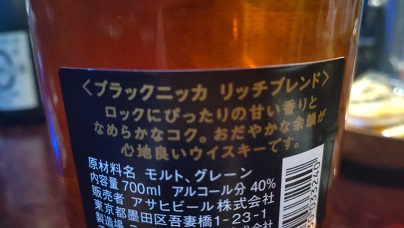 〈ブラックニッカ リッチブレンド〉
ロックにぴったりの甘い香りと
なめらかなコク。おだやかな余韻が
心地良いウイスキーです。
原材料名 モルト、グレーン
内容量 700ml アルコール分 40%
販売者 アサヒビール株式会社
東京都墨田区吾妻橋1-23-1
製造場